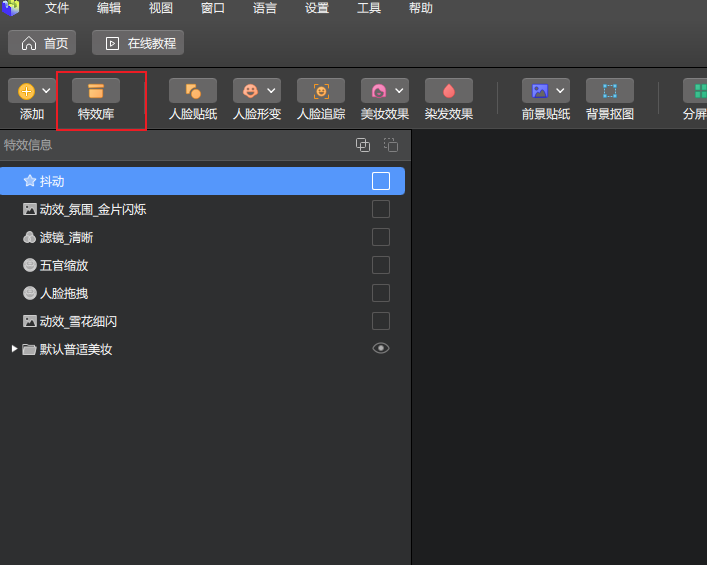 文件 编辑 视图 窗口 语言 设置 工具 帮助
首页 在线教程
添加 特效库 人脸贴纸 人脸形变 人脸追踪 美妆效果 染发效果 前景贴纸 背景抠图 分屏
特效信息
抖动
动效_氛围_金片闪烁
滤镜_清晰
五官缩放
人脸拖拽
动效_雪花细闪
默认普适美妆